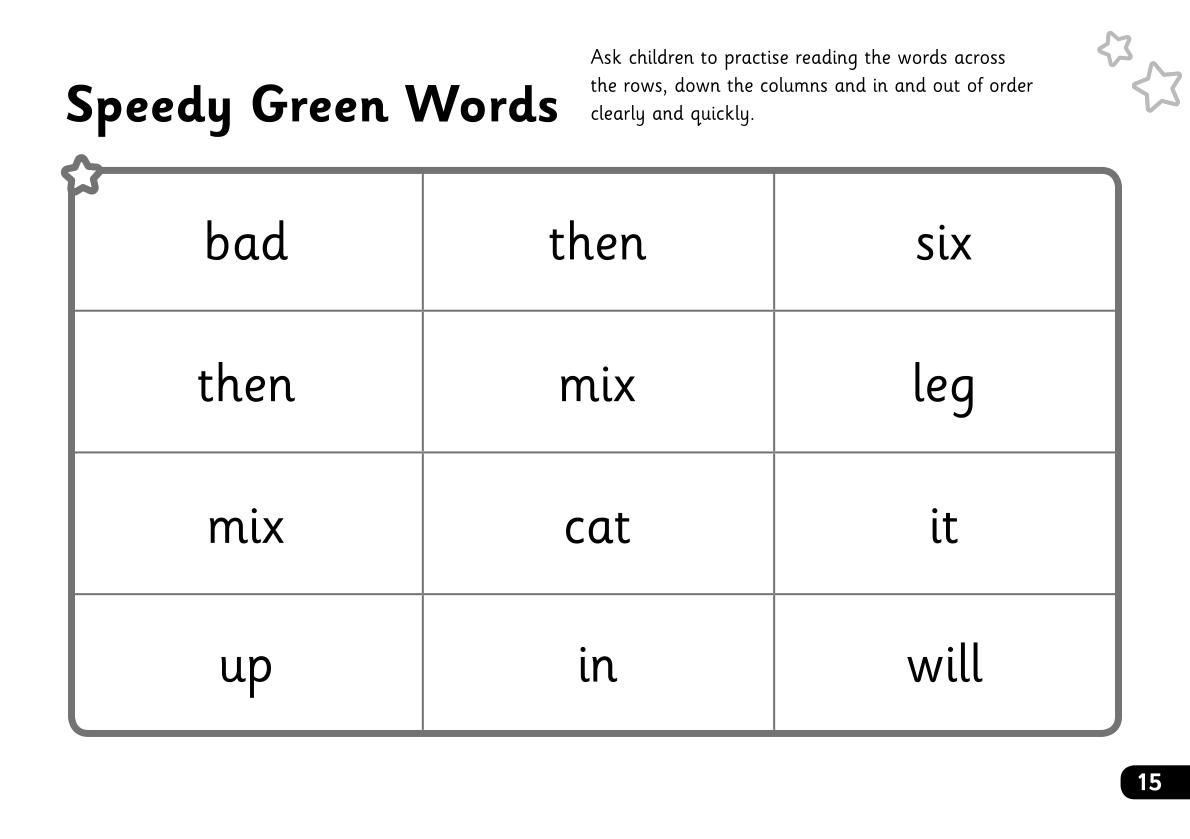 Speedy Green Words
Ask children to practise reading the words across
the rows, down the columns and in and out of order
clearly and quickly.
bad then six
then mix leg
mix cat it
up in will
15